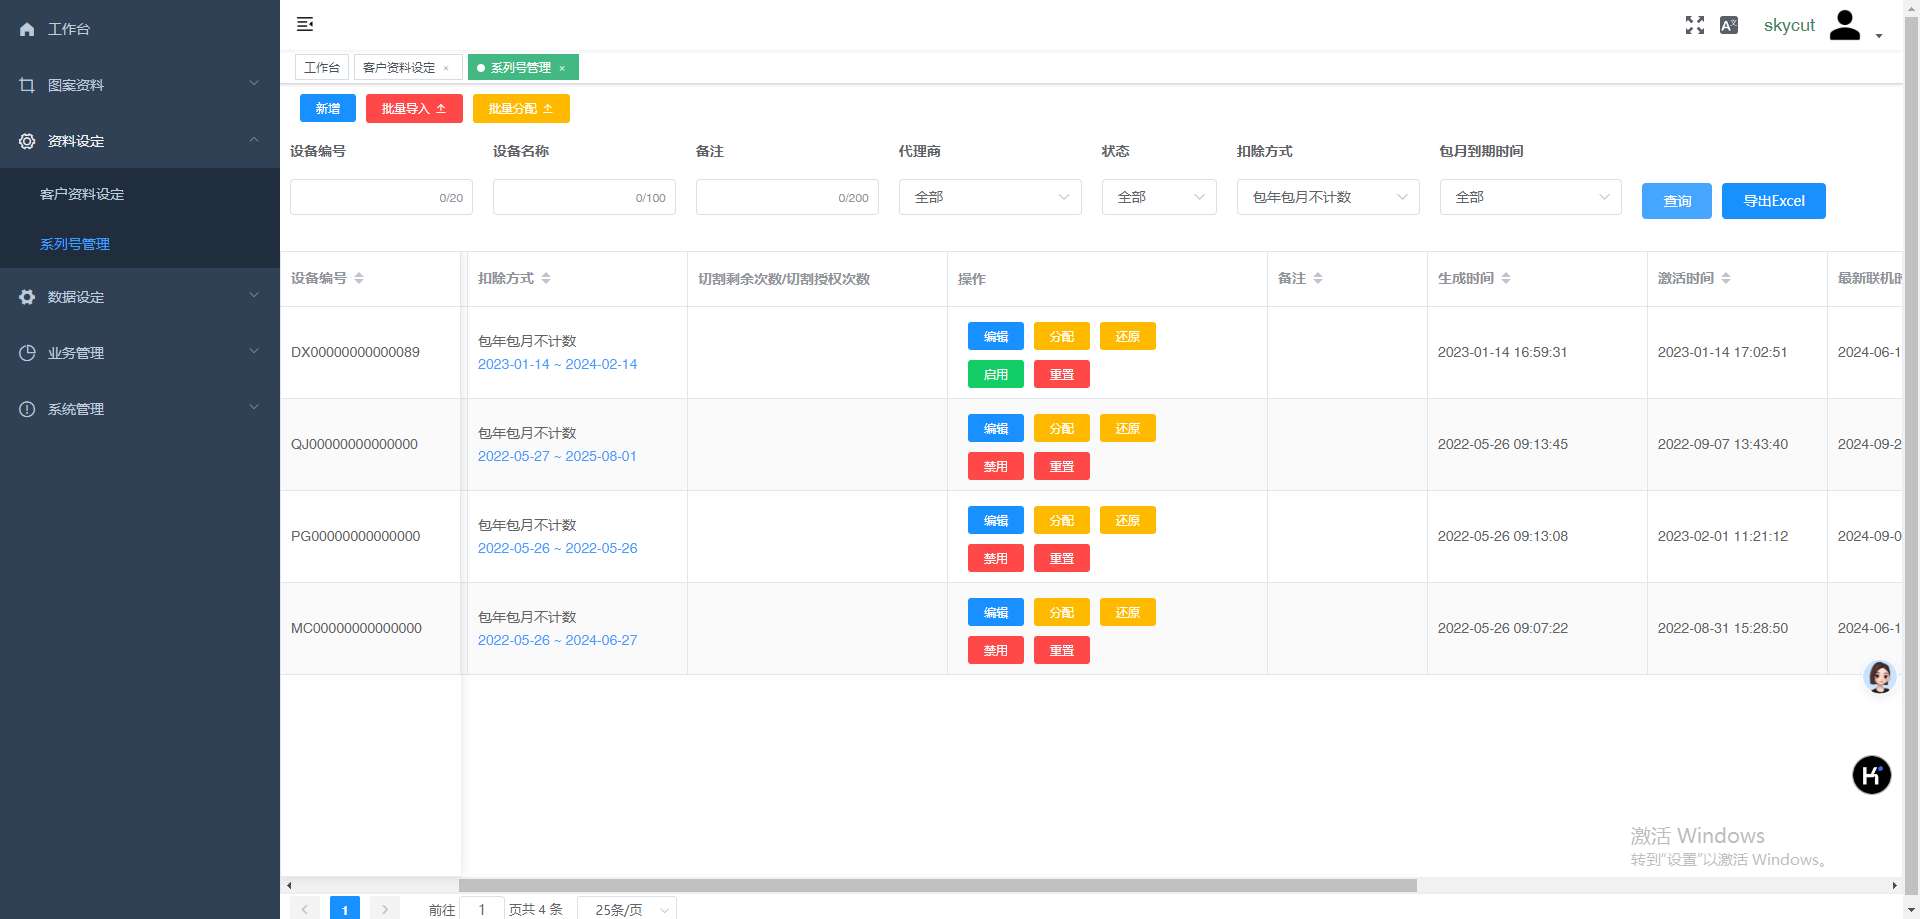 工作台
图案资料
资料设定
客户资料设定
系列号管理
数据设定
业务管理
系统管理
skycut
工作台
客户资料设定 ×
系列号管理 ×
新增
批量导入
批量分配
设备编号
设备名称
备注
代理商
状态
扣除方式
包月到期时间
0/20
0/100
0/200
全部
全部
包年包月不计数
全部
查询
导出Excel
设备编号
扣除方式
切割剩余次数/切割授权次数
操作
备注
生成时间
激活时间
最新联机时
DX00000000000089
包年包月不计数
2023-01-14 ~ 2024-02-14
编辑 分配 还原
启用 重置
2023-01-14 16:59:31
2023-01-14 17:02:51
2024-06-1
QJ00000000000000
包年包月不计数
2022-05-27 ~ 2025-08-01
编辑 分配 还原
禁用 重置
2022-05-26 09:13:45
2022-09-07 13:43:40
2024-09-2
PG00000000000000
包年包月不计数
2022-05-26 ~ 2022-05-26
编辑 分配 还原
禁用 重置
2022-05-26 09:13:08
2023-02-01 11:21:12
2024-09-0
MC00000000000000
包年包月不计数
2022-05-26 ~ 2024-06-27
编辑 分配 还原
禁用 重置
2022-05-26 09:07:22
2022-08-31 15:28:50
2024-06-1
激活 Windows
转到“设置”以激活 Windows。
1 前往 1 页共 4 条 25条/页